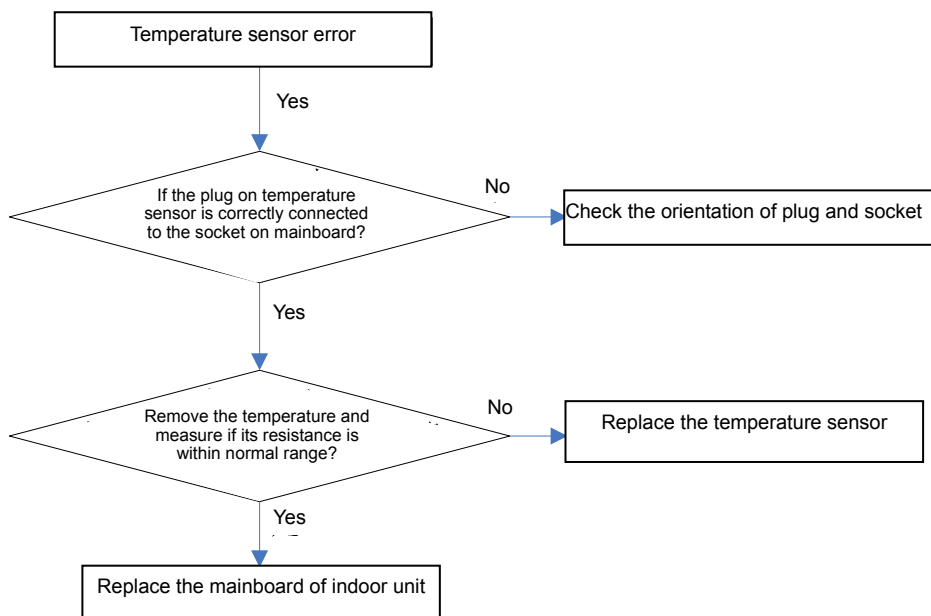 Temperature sensor error
Yes
If the plug on temperature
sensor is correctly connected
to the socket on mainboard?
No
Check the orientation of plug and socket
Yes
Remove the temperature and
measure if its resistance is
within normal range?
No
Replace the temperature sensor
Yes
Replace the mainboard of indoor unit